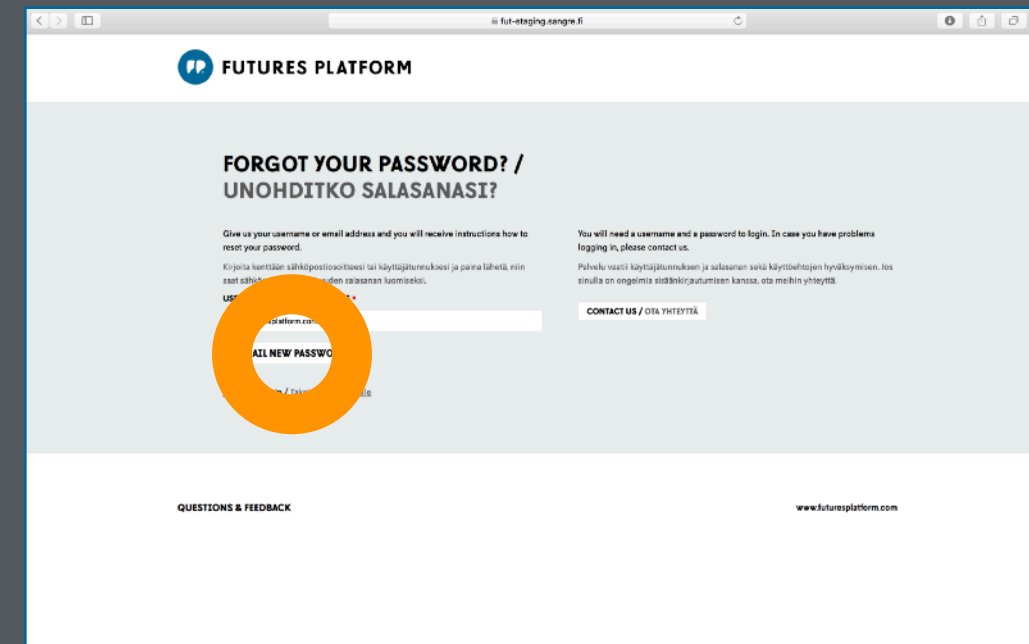 fut-staging.sangre.fi
FUTURES PLATFORM
FORGOT YOUR PASSWORD? /
UNOHDITKO SALASANASI?
Give us your username or email address and you will receive instructions how to
reset your password.
Kirjoita kenttään sähköpostiosoitteesi tai käyttäjätunnuksesi ja paina lähetä, niin
saat uuden salasanan luomiseksi.
You will need a username and a password to login. In case you have problems
logging in, please contact us.
Palvelu vaatii käyttäjätunnuksen ja salasanan sekä käyttöehtojen hyväksymisen. Jos
sinulla on ongelmia sisäänkirjautumisen kanssa, ota meihin yhteyttä.
CONTACT US / OTA YHTEYTTÄ
NEW
QUESTIONS & FEEDBACK
www.futuresplatform.com